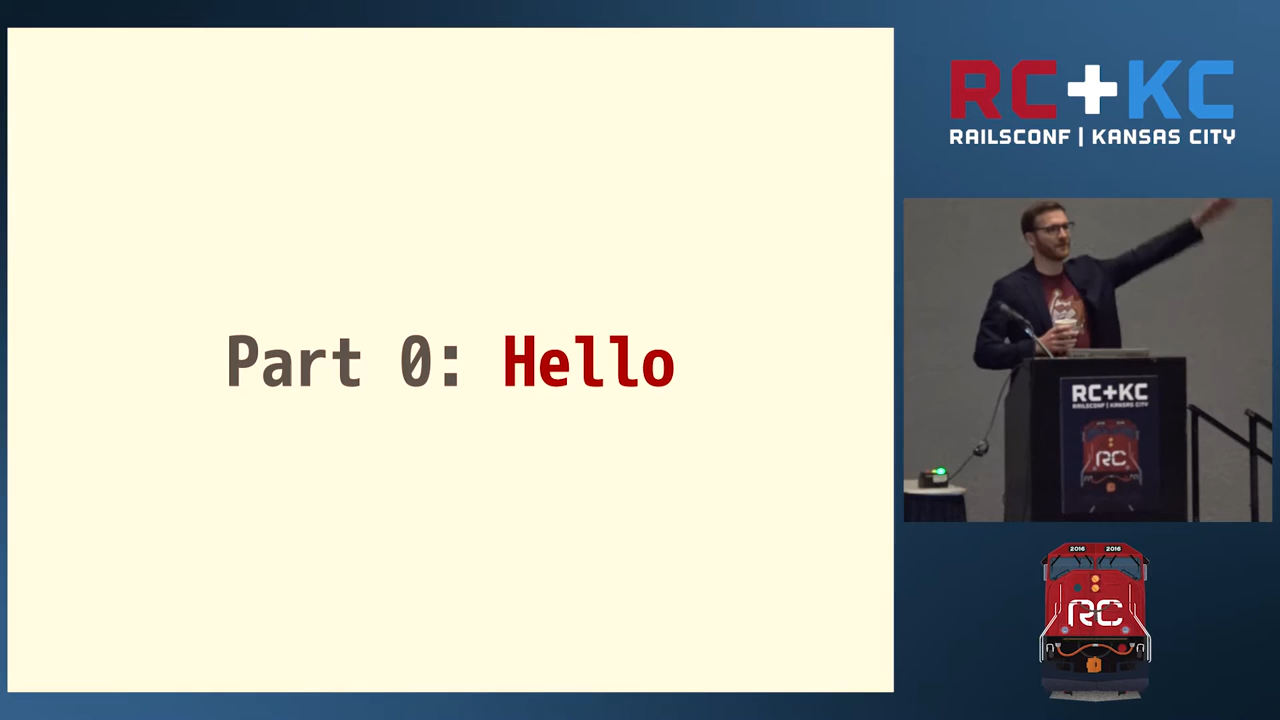 Part 0: Hello
RC+KC
RAILSCONF | KANSAS CITY
RC+KC
RAILSCONF | KANSAS CITY
RC
2016 2016
RC